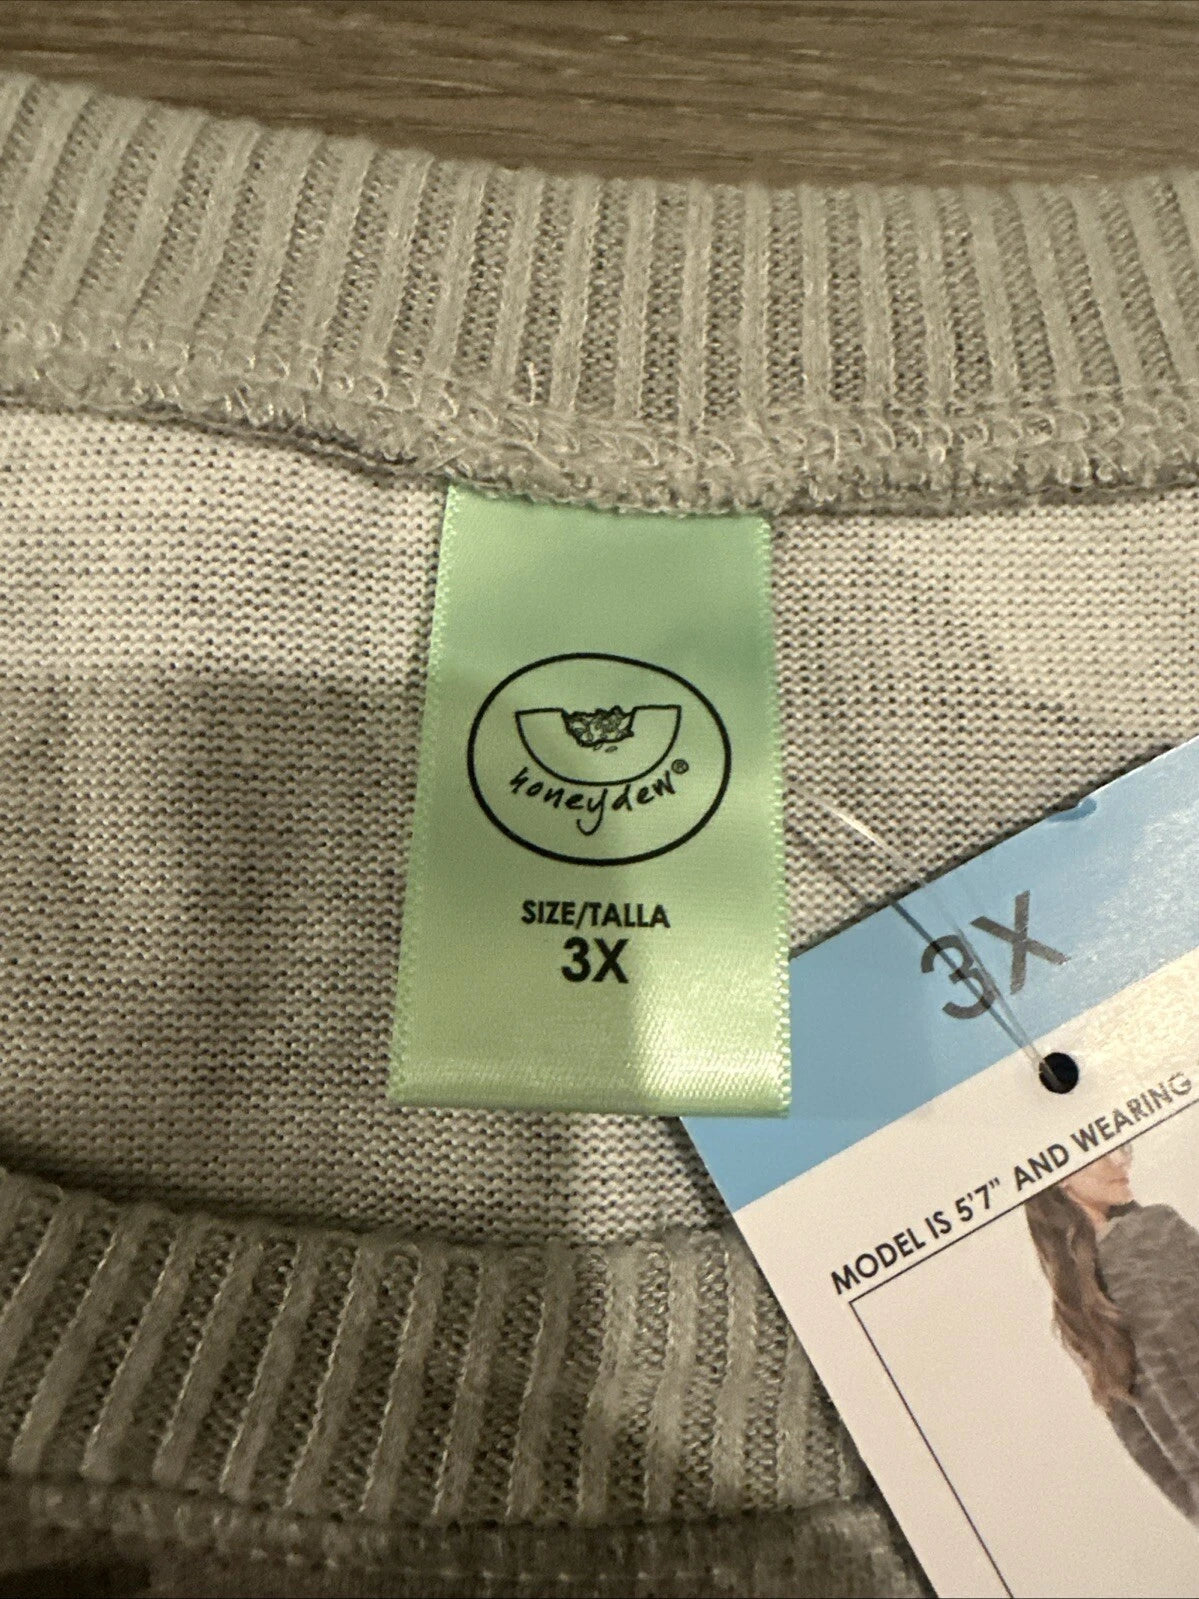 honeydew®
SIZE/TALLA
3X
3X
MODEL IS 5'7" AND WEARING